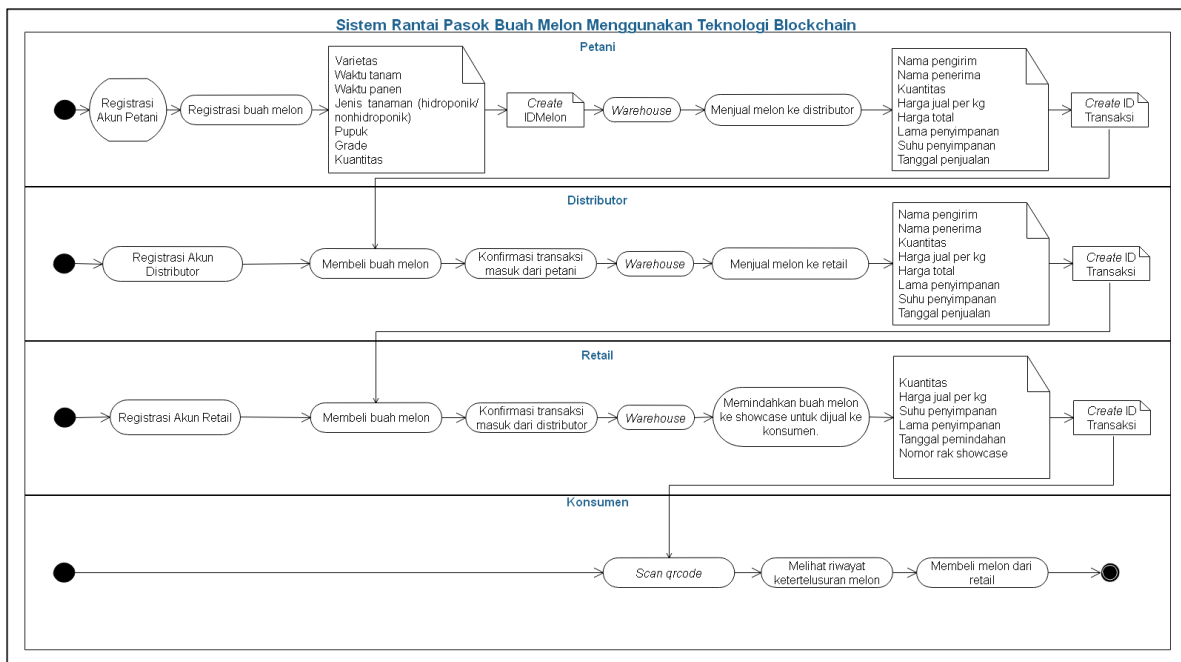 Sistem Rantai Pasok Buah Melon Menggunakan Teknologi Blockchain
Petani
Registrasi
Akun Petani
Registrasi buah melon
Varietas
Waktu tanam
Waktu panen
Jenis tanaman (hidroponik/
nonhidroponik)
Pupuk
Grade
Kuantitas
Create
IDMelon
Warehouse
Menjual melon ke distributor
Nama pengirim
Nama penerima
Kuantitas
Harga jual per kg
Harga total
Lama penyimpanan
Suhu penyimpanan
Tanggal penjualan
Create ID
Transaksi
Distributor
Registrasi Akun
Distributor
Membeli buah melon
Konfirmasi transaksi
masuk dari petani
Warehouse
Menjual melon ke retail
Nama pengirim
Nama penerima
Kuantitas
Harga jual per kg
Harga total
Lama penyimpanan
Suhu penyimpanan
Tanggal penjualan
Create ID
Transaksi
Retail
Registrasi Akun Retail
Membeli buah melon
Konfirmasi transaksi
masuk dari distributor
Warehouse
Memindahkan buah melon
ke showcase untuk dijual ke
konsumen.
Kuantitas
Harga jual per kg
Suhu penyimpanan
Lama penyimpanan
Tanggal pemindahan
Nomor rak showcase
Create ID
Transaksi
Konsumen
Scan qrcode
Melihat riwayat
ketertelusuran melon
Membeli melon dari
retail